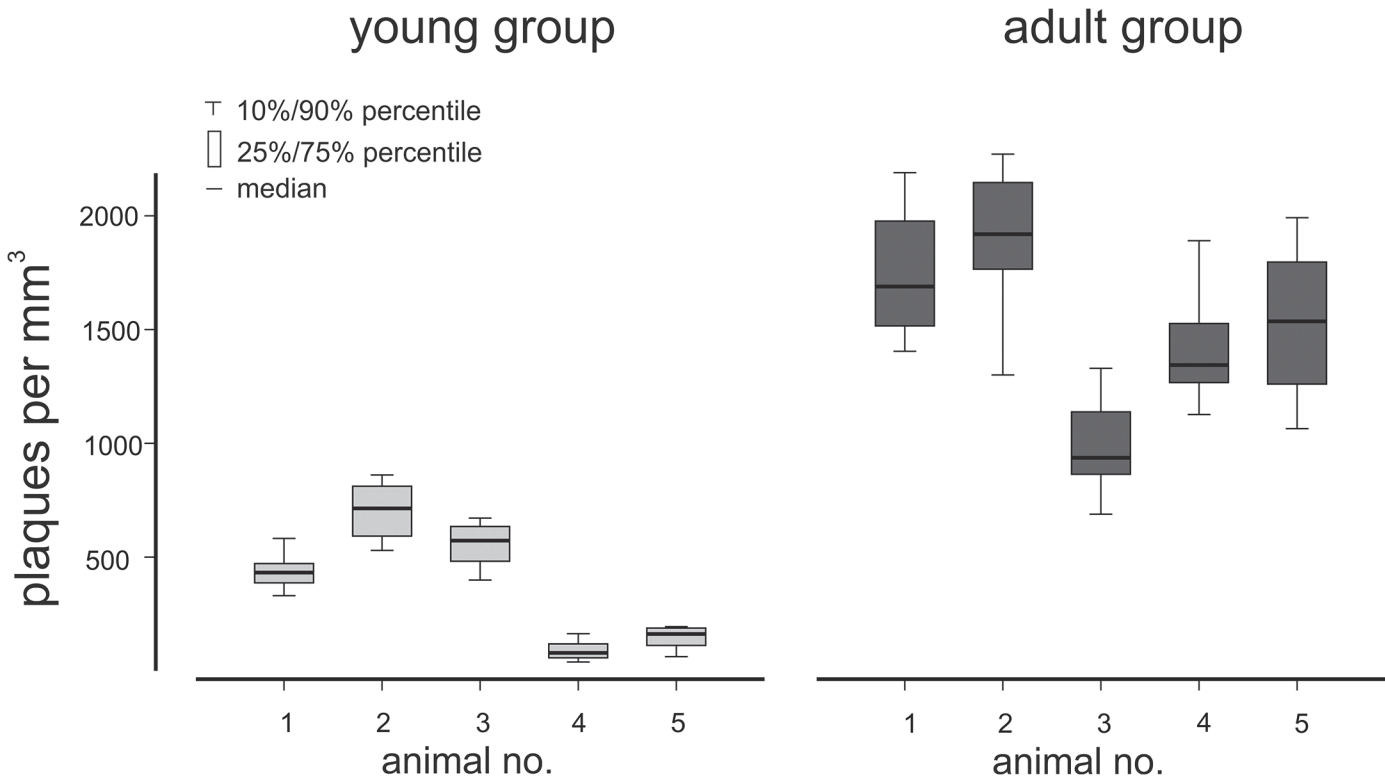 young group
adult group
10%/90% percentile
25%/75% percentile
median
plaques per mm³
2000
1500
1000
500
1 2 3 4 5
animal no.
1 2 3 4 5
animal no.